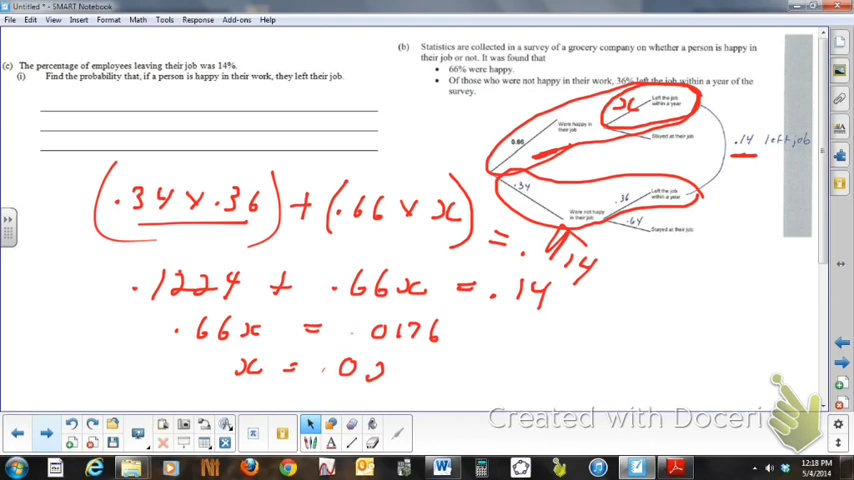 Untitled * - SMART Notebook
File Edit View Insert Format Math Tools Response Add-ons Help
(c) The percentage of employees leaving their job was 14%.
(i) Find the probability that, if a person is happy in their work, they left their job.
(b) Statistics are collected in a survey of a grocery company on whether a person is happy in
their job or not. It was found that
• 66% were happy.
• Of those who were not happy in their work, 36% left the job within a year of the
survey.
x
Left the job
within a year
Were happy in
their job
0.66
Stayed at their job
.14 left job
.34
.36
Left the job
within a year
Were not happy
in their job
.64
Stayed at their job
(.34 x .36) + (.66 x x) = .14
.1224 + .66x = .14
.66x = .0176
x = .02
Created with Doceri
12:18 PM
5/4/2014